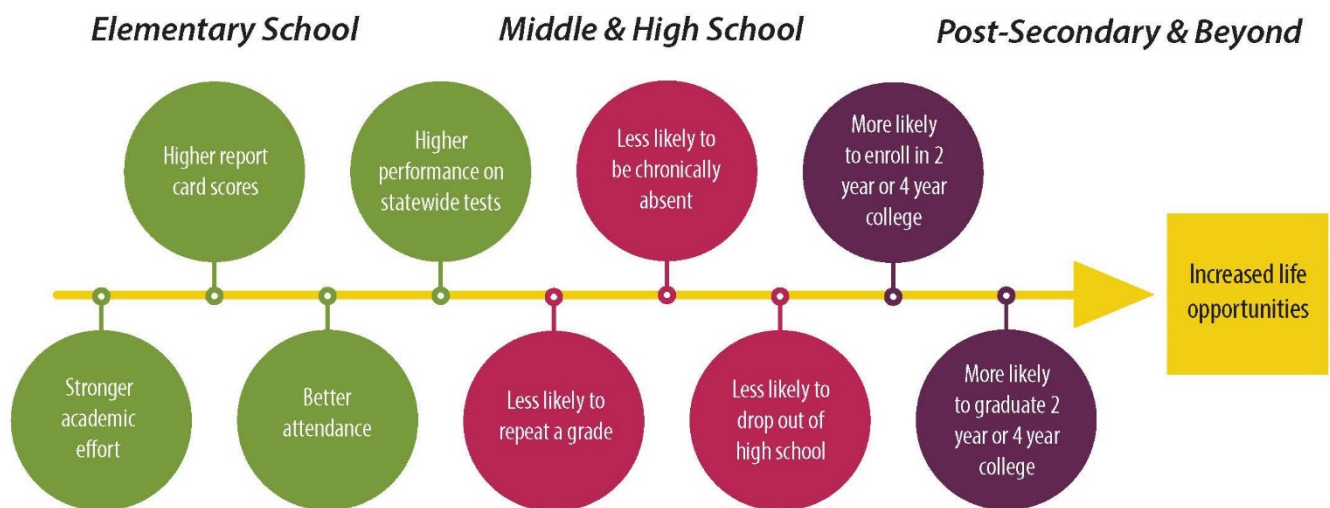 Elementary School
Middle & High School
Post-Secondary & Beyond
Stronger
academic
effort
Higher report
card scores
Better
attendance
Higher
performance on
statewide tests
Less likely to
repeat a grade
Less likely to
be chronically
absent
Less likely to
drop out of
high school
More likely
to enroll in 2
year or 4 year
college
More likely
to graduate 2
year or 4 year
college
Increased life
opportunities